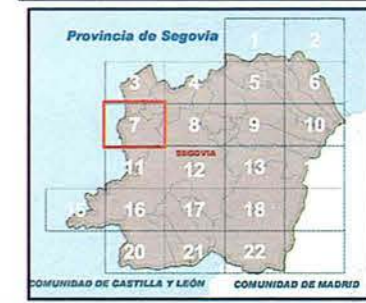 Provincia de Segovia
1 2
3 4 5 6
7 8 9 10
SEGOVIA
11 12 13
15 16 17 18
20 21 22
COMUNIDAD DE CASTILLA Y LEÓN COMUNIDAD DE MADRID